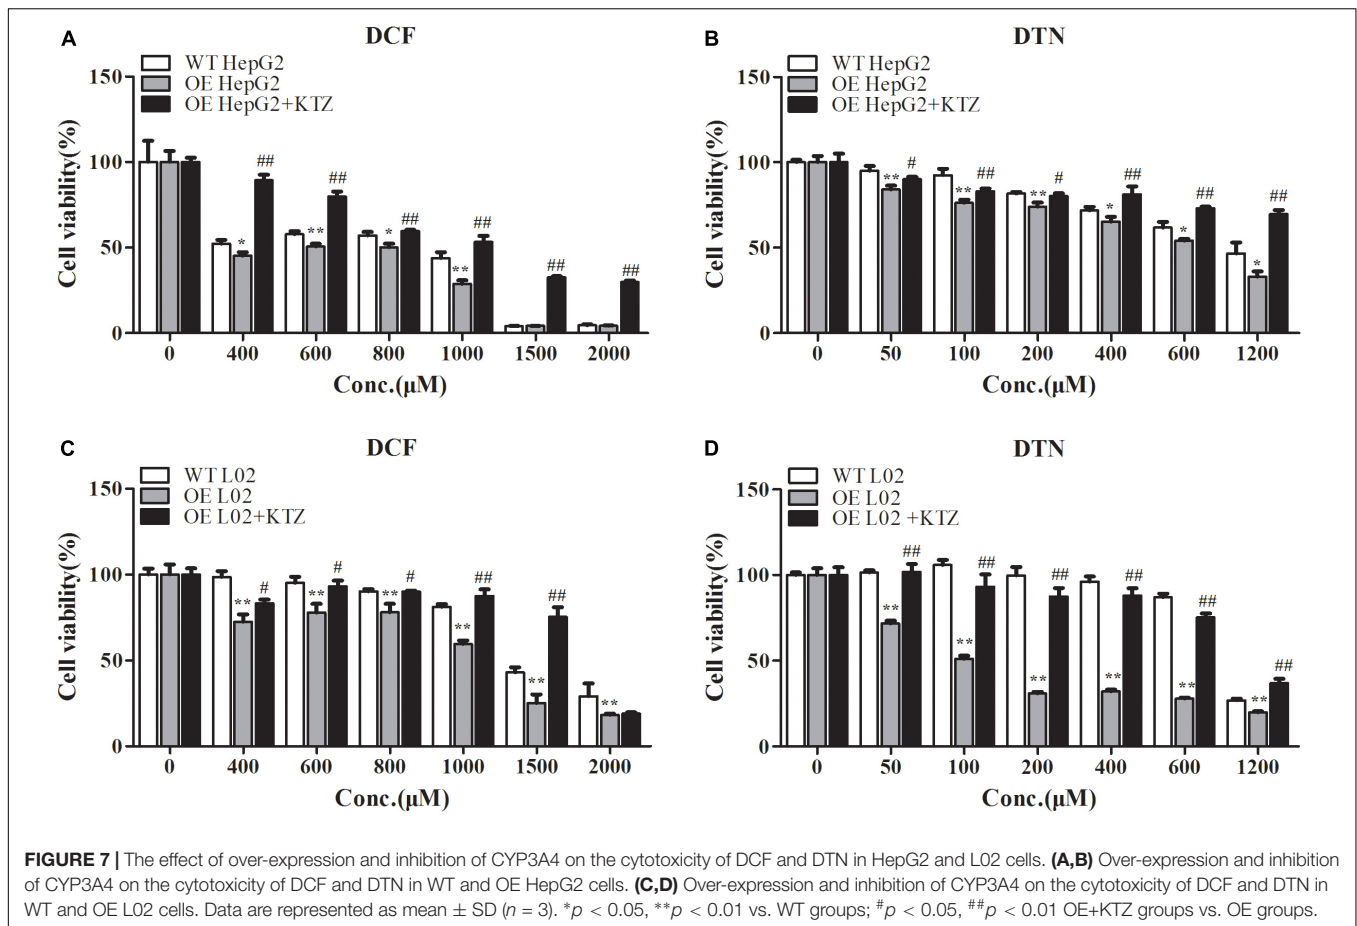 A
DCF
WT HepG2
OE HepG2
OE HepG2+KTZ
150
100
50
0
Cell viability(%)
##
##
##
##
##
##
*
**
*
**
0 400 600 800 1000 1500 2000
Conc.(μM)
B
DTN
WT HepG2
OE HepG2
OE HepG2+KTZ
150
100
50
0
Cell viability(%)
#
##
#
##
##
##
**
**
**
*
*
*
0 50 100 200 400 600 1200
Conc.(μM)
C
DCF
WT L02
OE L02
OE L02+KTZ
150
100
50
0
Cell viability(%)
#
#
#
##
##
**
**
**
**
**
**
0 400 600 800 1000 1500 2000
Conc.(μM)
D
DTN
WT L02
OE L02
OE L02 +KTZ
150
100
50
0
Cell viability(%)
##
##
##
##
##
##
**
**
**
**
**
**
0 50 100 200 400 600 1200
Conc.(μM)
FIGURE 7 | The effect of over-expression and inhibition of CYP3A4 on the cytotoxicity of DCF and DTN in HepG2 and L02 cells. (A,B) Over-expression and inhibition
of CYP3A4 on the cytotoxicity of DCF and DTN in WT and OE HepG2 cells. (C,D) Over-expression and inhibition of CYP3A4 on the cytotoxicity of DCF and DTN in
WT and OE L02 cells. Data are represented as mean ± SD (n = 3). *p < 0.05, **p < 0.01 vs. WT groups; #p < 0.05, ##p < 0.01 OE+KTZ groups vs. OE groups.